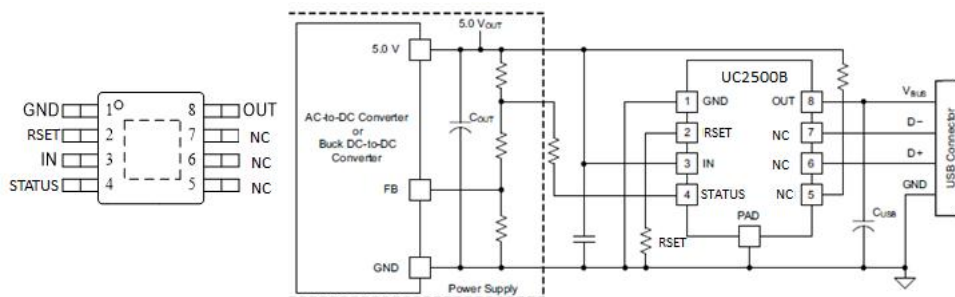 GND 1 8 OUT
RSET 2 7 NC
IN 3 6 NC
STATUS 4 5 NC
5.0 VOUT
5.0 V
AC-to-DC Converter
or
Buck DC-to-DC
Converter
COUT
FB
GND
Power Supply
UC2500B
1 GND OUT 8
2 RSET NC 7
3 IN NC 6
4 STATUS NC 5
PAD
RSET
VBUS
D−
D+
GND
CUSB
USB Connector